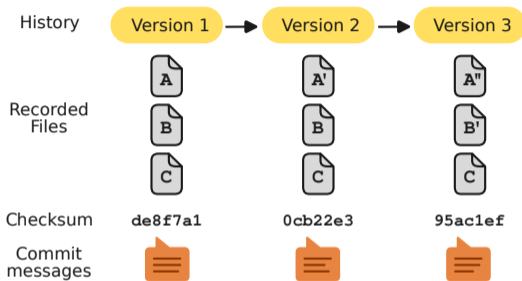 History Version 1 Version 2 Version 3
A A' A"
Recorded
Files
B B B'
C C C
Checksum de8f7a1 0cb22e3 95ac1ef
Commit
messages